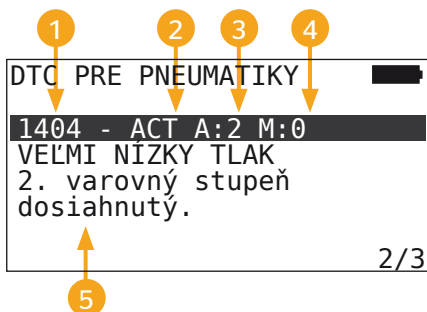 1 2 3 4
DTC PRE PNEUMATIKY
1404 - ACT A:2 M:0
VEĽMI NÍZKY TLAK
2. varovný stupeň
dosiahnutý.
2/3
5